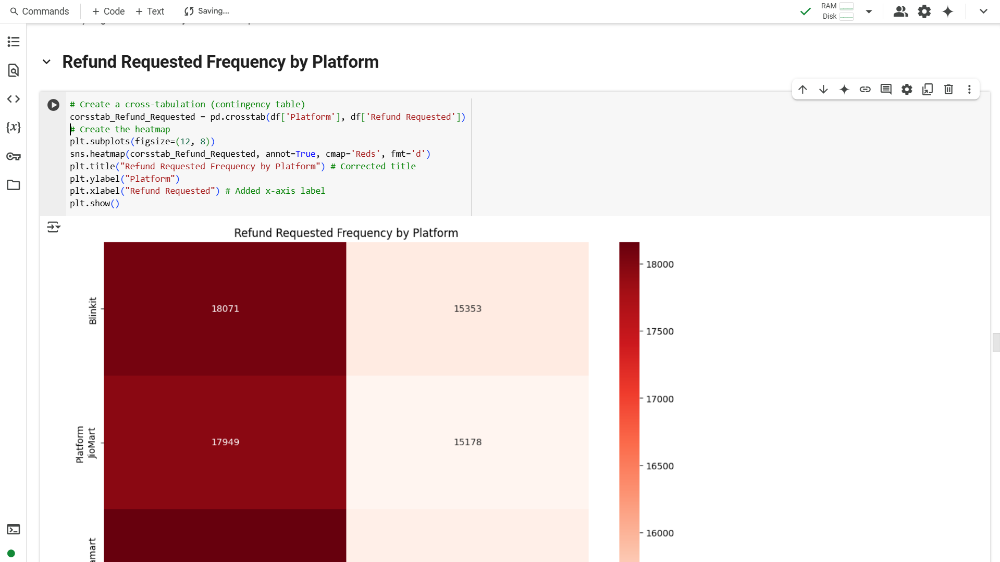 Commands
+ Code
+ Text
Saving...
RAM
Disk
Refund Requested Frequency by Platform
# Create a cross-tabulation (contingency table)
corsstab_Refund_Requested = pd.crosstab(df['Platform'], df['Refund Requested'])
# Create the heatmap
plt.subplots(figsize=(12, 8))
sns.heatmap(corsstab_Refund_Requested, annot=True, cmap='Reds', fmt='d')
plt.title("Refund Requested Frequency by Platform") # Corrected title
plt.ylabel("Platform")
plt.xlabel("Refund Requested") # Added x-axis label
plt.show()
Refund Requested Frequency by Platform
18000
Blinkit
18071
15353
17500
17000
Platform
JioMart
17949
15178
16500
16000
amart